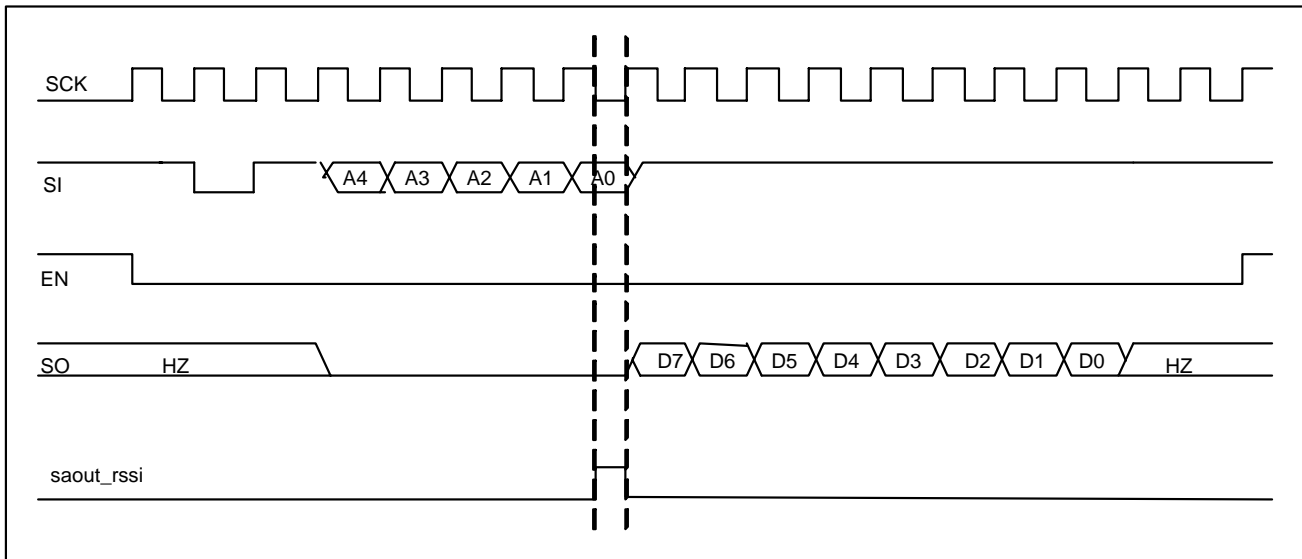 SCK
SI
A4 A3 A2 A1 A0
EN
SO HZ D7 D6 D5 D4 D3 D2 D1 D0 HZ
saout_rssi